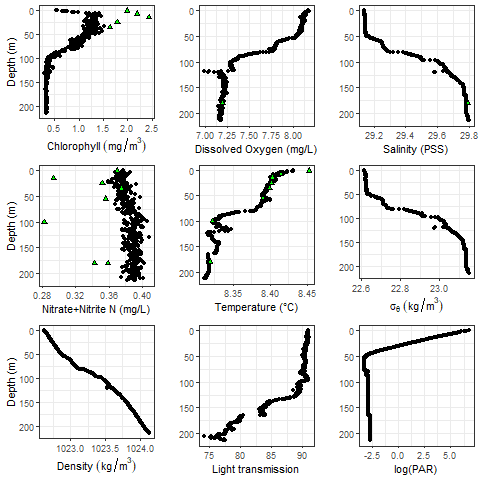 Depth (m)
0
50
100
150
200
0.5 1.0 1.5 2.0 2.5
Chlorophyll (mg/m³)
0
50
100
150
200
7.00 7.25 7.50 7.75 8.00
Dissolved Oxygen (mg/L)
0
50
100
150
200
29.2 29.4 29.6 29.8
Salinity (PSS)
Depth (m)
0
50
100
150
200
0.28 0.32 0.36 0.40
Nitrate+Nitrite N (mg/L)
0
50
100
150
200
8.35 8.40 8.45
Temperature (°C)
0
50
100
150
200
22.6 22.8 23.0
σθ (kg/m³)
Depth (m)
0
50
100
150
200
1023.0 1023.5 1024.0
Density (kg/m³)
0
50
100
150
200
75 80 85 90
Light transmission
0
50
100
150
200
-2.5 0.0 2.5 5.0
log(PAR)